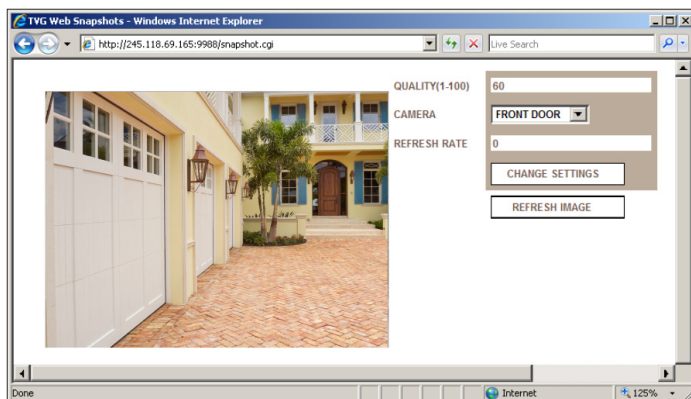 TVG Web Snapshots - Windows Internet Explorer
http://245.118.69.165:9988/snapshot.cgi
Live Search
QUALITY(1-100) 60
CAMERA FRONT DOOR
REFRESH RATE 0
CHANGE SETTINGS
REFRESH IMAGE
Done Internet 125%